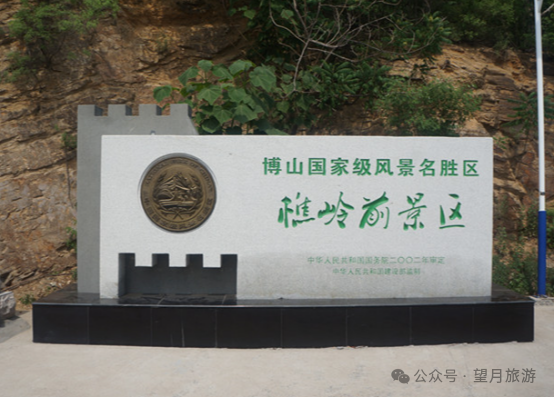 博山国家级风景名胜区
樵岭前景区
中华人民共和国国务院二〇〇二年审定
中华人民共和国建设部监制
公众号·望月旅游